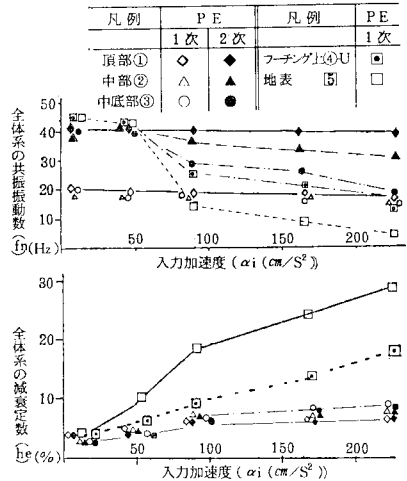 凡例 PE 凡例 PE
1次 2次 1次
頂部① ◇ ◆ フーチング上④U
中部② △ ▲ 地表 5 □
中底部③ ○ ●
全体系の共振振動数(fn)(Hz)
50
40
30
20
10
50 100 150 200
入力加速度(αi(cm/S²))
全体系の減衰定数(he(%)
30
20
10
50 100 150 200
入力加速度(αi(cm/S²))